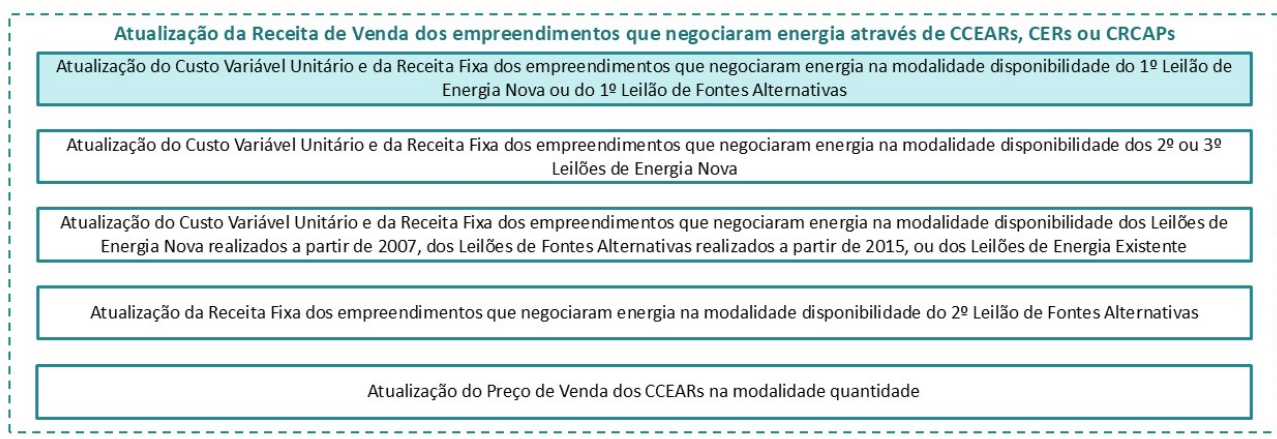 Atualização da Receita de Venda dos empreendimentos que negociaram energia através de CCEARs, CERs ou CRCAPs
Atualização do Custo Variável Unitário e da Receita Fixa dos empreendimentos que negociaram energia na modalidade disponibilidade do 1º Leilão de
Energia Nova ou do 1º Leilão de Fontes Alternativas
Atualização do Custo Variável Unitário e da Receita Fixa dos empreendimentos que negociaram energia na modalidade disponibilidade dos 2º ou 3º
Leilões de Energia Nova
Atualização do Custo Variável Unitário e da Receita Fixa dos empreendimentos que negociaram energia na modalidade disponibilidade dos Leilões de
Energia Nova realizados a partir de 2007, dos Leilões de Fontes Alternativas realizados a partir de 2015, ou dos Leilões de Energia Existente
Atualização da Receita Fixa dos empreendimentos que negociaram energia na modalidade disponibilidade do 2º Leilão de Fontes Alternativas
Atualização do Preço de Venda dos CCEARs na modalidade quantidade